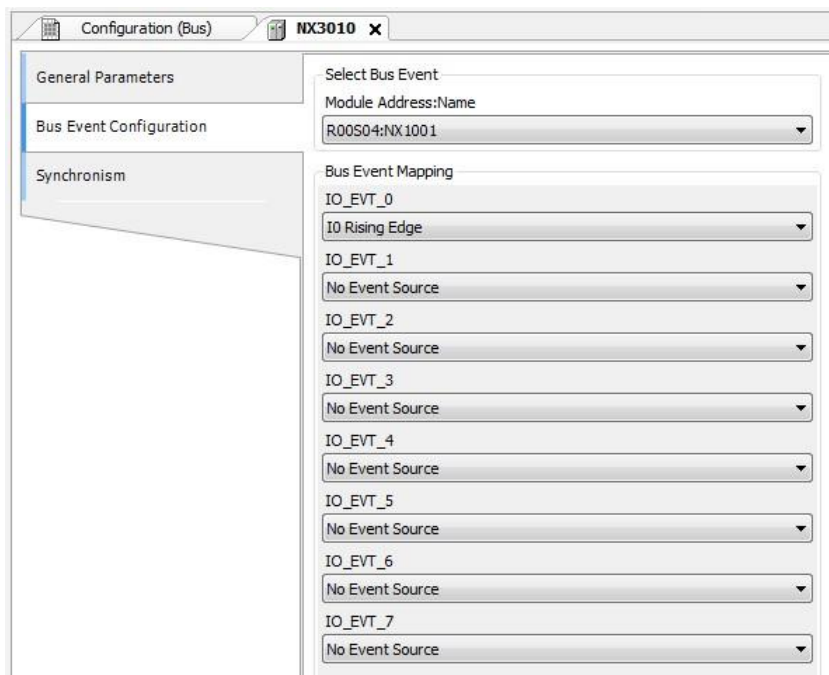 Configuration (Bus)
NX3010
General Parameters
Bus Event Configuration
Synchronism
Select Bus Event
Module Address:Name
R00S04:NX1001
Bus Event Mapping
IO_EVT_0
I0 Rising Edge
IO_EVT_1
No Event Source
IO_EVT_2
No Event Source
IO_EVT_3
No Event Source
IO_EVT_4
No Event Source
IO_EVT_5
No Event Source
IO_EVT_6
No Event Source
IO_EVT_7
No Event Source